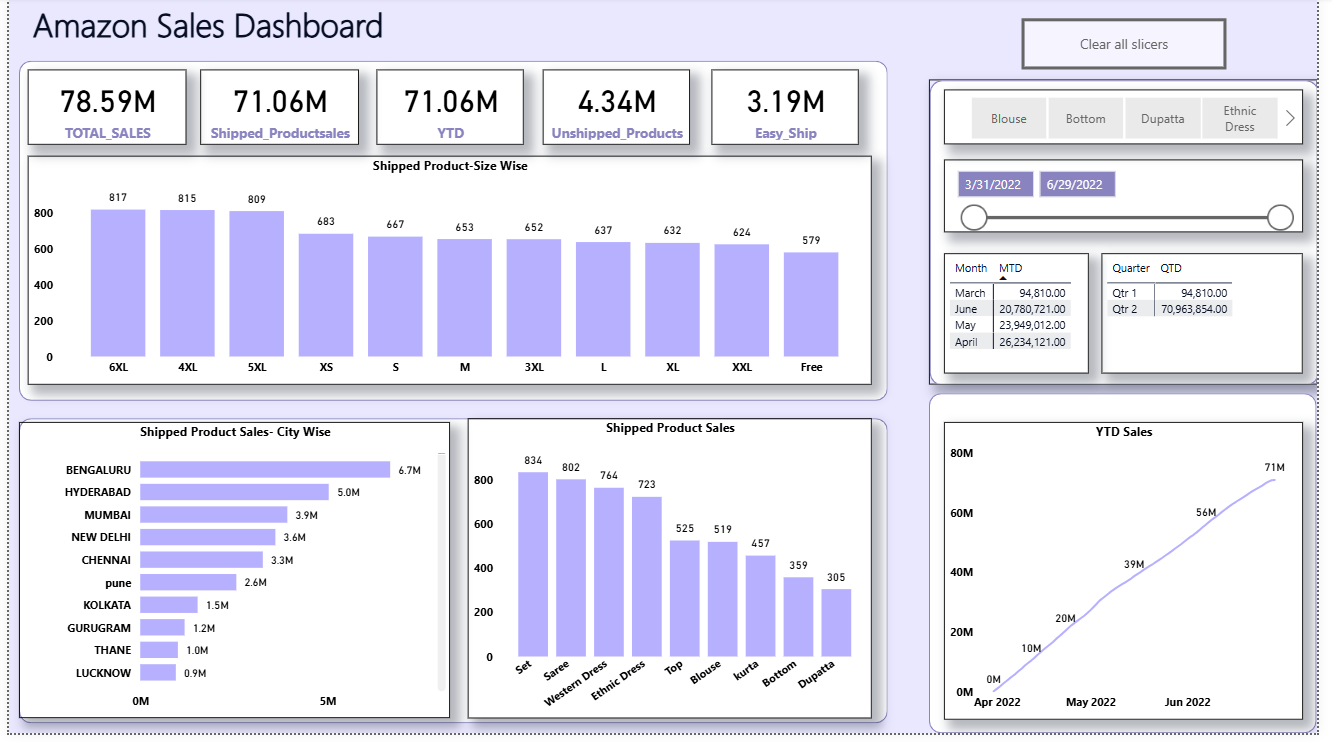 Amazon Sales Dashboard
Clear all slicers
78.59M
TOTAL_SALES
71.06M
Shipped_Productsales
71.06M
YTD
4.34M
Unshipped_Products
3.19M
Easy_Ship
Blouse
Bottom
Dupatta
Ethnic
Dress
3/31/2022
6/29/2022
Shipped Product-Size Wise
817
815
809
683
667
653
652
637
632
624
579
800
600
400
200
0
6XL
4XL
5XL
XS
S
M
3XL
L
XL
XXL
Free
Month MTD
March 94,810.00
June 20,780,721.00
May 23,949,012.00
April 26,234,121.00
Quarter QTD
Qtr 1 94,810.00
Qtr 2 70,963,854.00
Shipped Product Sales- City Wise
BENGALURU 6.7M
HYDERABAD 5.0M
MUMBAI 3.9M
NEW DELHI 3.6M
CHENNAI 3.3M
pune 2.6M
KOLKATA 1.5M
GURUGRAM 1.2M
THANE 1.0M
LUCKNOW 0.9M
0M
5M
Shipped Product Sales
834
802
764
723
525
519
457
359
305
800
600
400
200
0
Set
Saree
Western Dress
Ethnic Dress
Top
Blouse
kurta
Bottom
Dupatta
YTD Sales
80M
60M
40M
20M
0M
0M
10M
20M
39M
56M
71M
Apr 2022
May 2022
Jun 2022